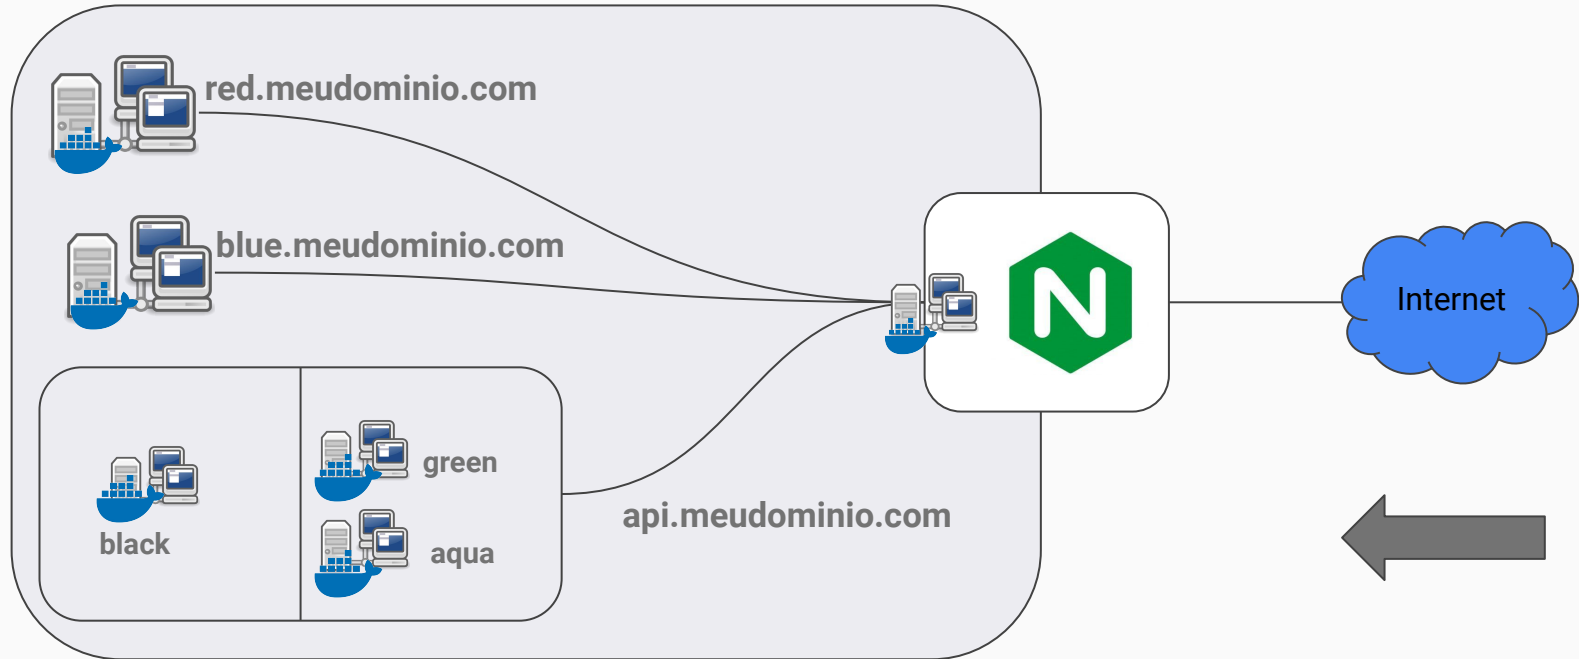 red.meudominio.com
blue.meudominio.com
Internet
green
api.meudominio.com
black
aqua